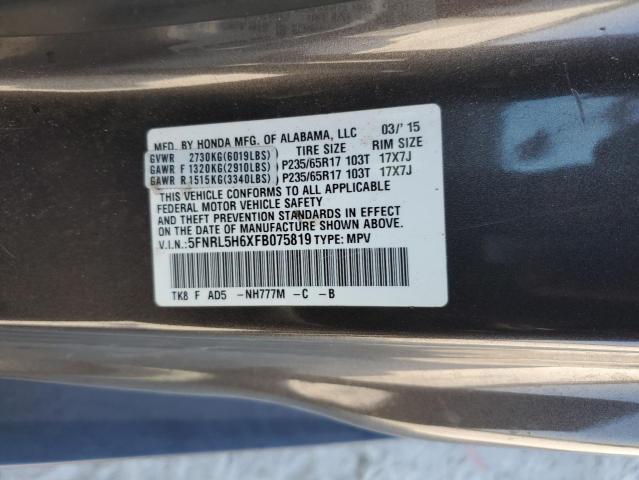 MFD. BY HONDA MFG. OF ALABAMA, LLC 03/'15
TIRE SIZE RIM SIZE
GVWR 2730KG(6019LBS)
GAWR F 1320KG(2910LBS) P235/65R17 103T 17X7J
GAWR R 1515KG(3340LBS) P235/65R17 103T 17X7J
THIS VEHICLE CONFORMS TO ALL APPLICABLE
FEDERAL MOTOR VEHICLE SAFETY
AND THEFT PREVENTION STANDARDS IN EFFECT
ON THE DATE OF MANUFACTURE SHOWN ABOVE.
V.I.N.: 5FNRL5H6XFB075819 TYPE: MPV
TK8 F AD5 -NH777M -C -B